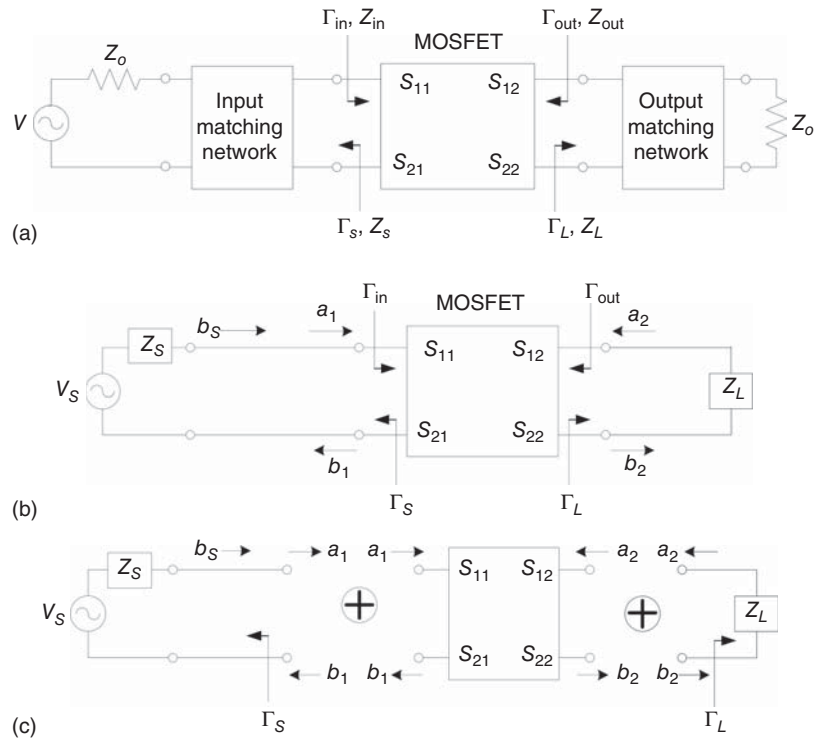 Γin, Zin Γout, Zout
MOSFET
Zo
S11 S12
V
Input matching network
Output matching network
Zo
S21 S22
Γs, Zs ΓL, ZL
(a)
Γin MOSFET Γout
bS a1 a2
ZS
S11 S12
VS
ZL
S21 S22
b1 b2
ΓS ΓL
(b)
bS a1 a1 a2 a2
ZS
S11 S12
VS
+ +
ZL
S21 S22
b1 b1 b2 b2
ΓS ΓL
(c)